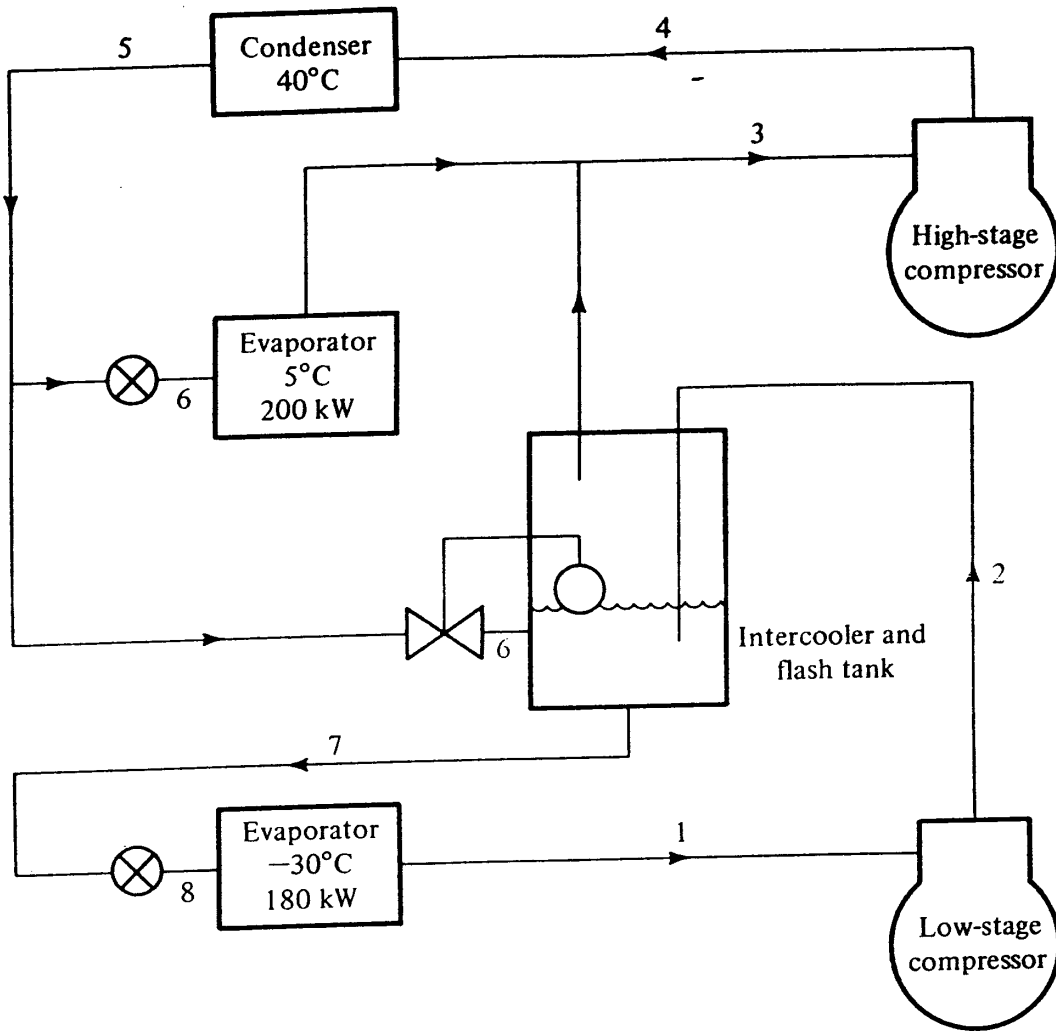 5
Condenser
40°C
4
3
High-stage
compressor
Evaporator
5°C
200 kW
6
2
6
Intercooler and
flash tank
7
Evaporator
−30°C
180 kW
8
1
Low-stage
compressor